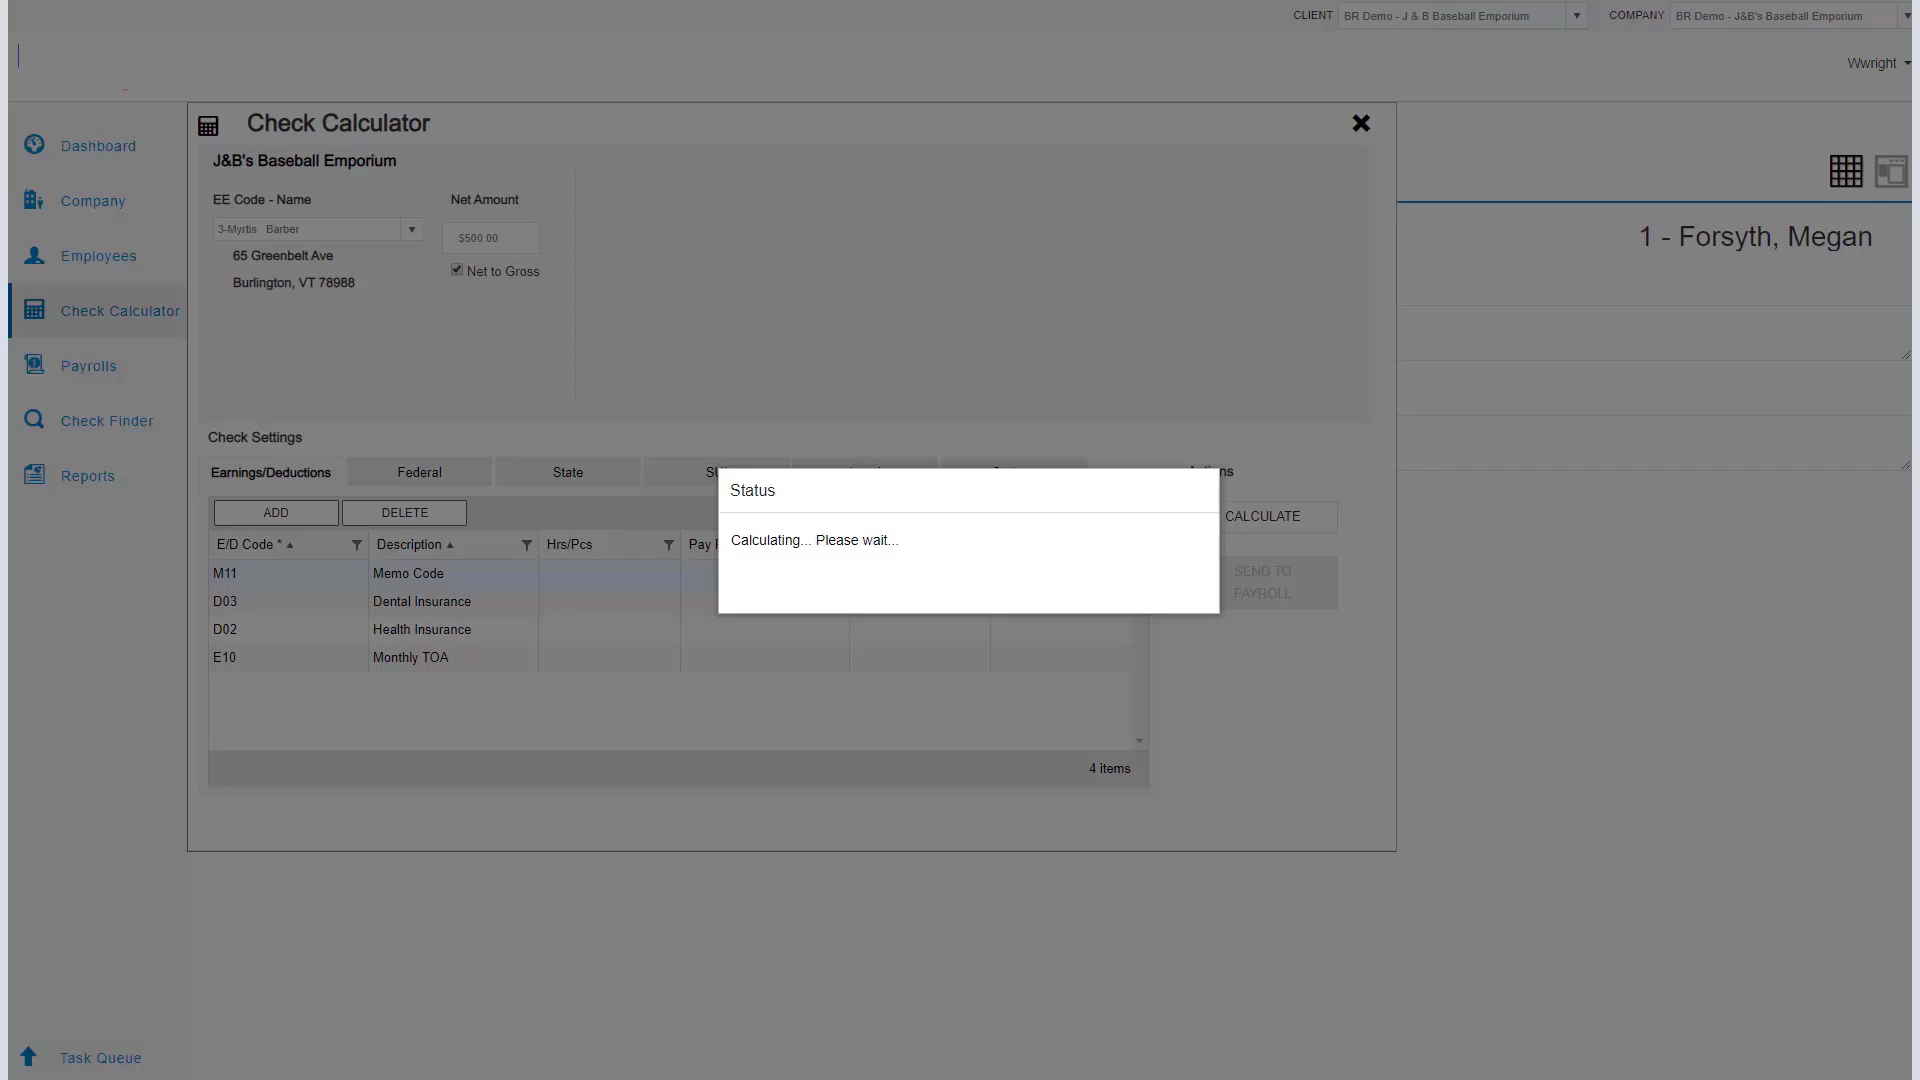 CLIENT BR Demo - J & B Baseball Emporium COMPANY BR Demo - J&B's Baseball Emporium
Wwright
Check Calculator
J&B's Baseball Emporium
EE Code - Name Net Amount
3-Myrtis Barber
$500.00
65 Greenbelt Ave
Net to Gross
Burlington, VT 78988
1 - Forsyth, Megan
Dashboard
Company
Employees
Check Calculator
Payrolls
Check Finder
Reports
Check Settings
Earnings/Deductions Federal State
ADD DELETE
E/D Code * Description Hrs/Pcs Pay
M11 Memo Code
D03 Dental Insurance
D02 Health Insurance
E10 Monthly TOA
4 items
Status
Calculating... Please wait...
CALCULATE
SEND TO
PAYROLL
Task Queue